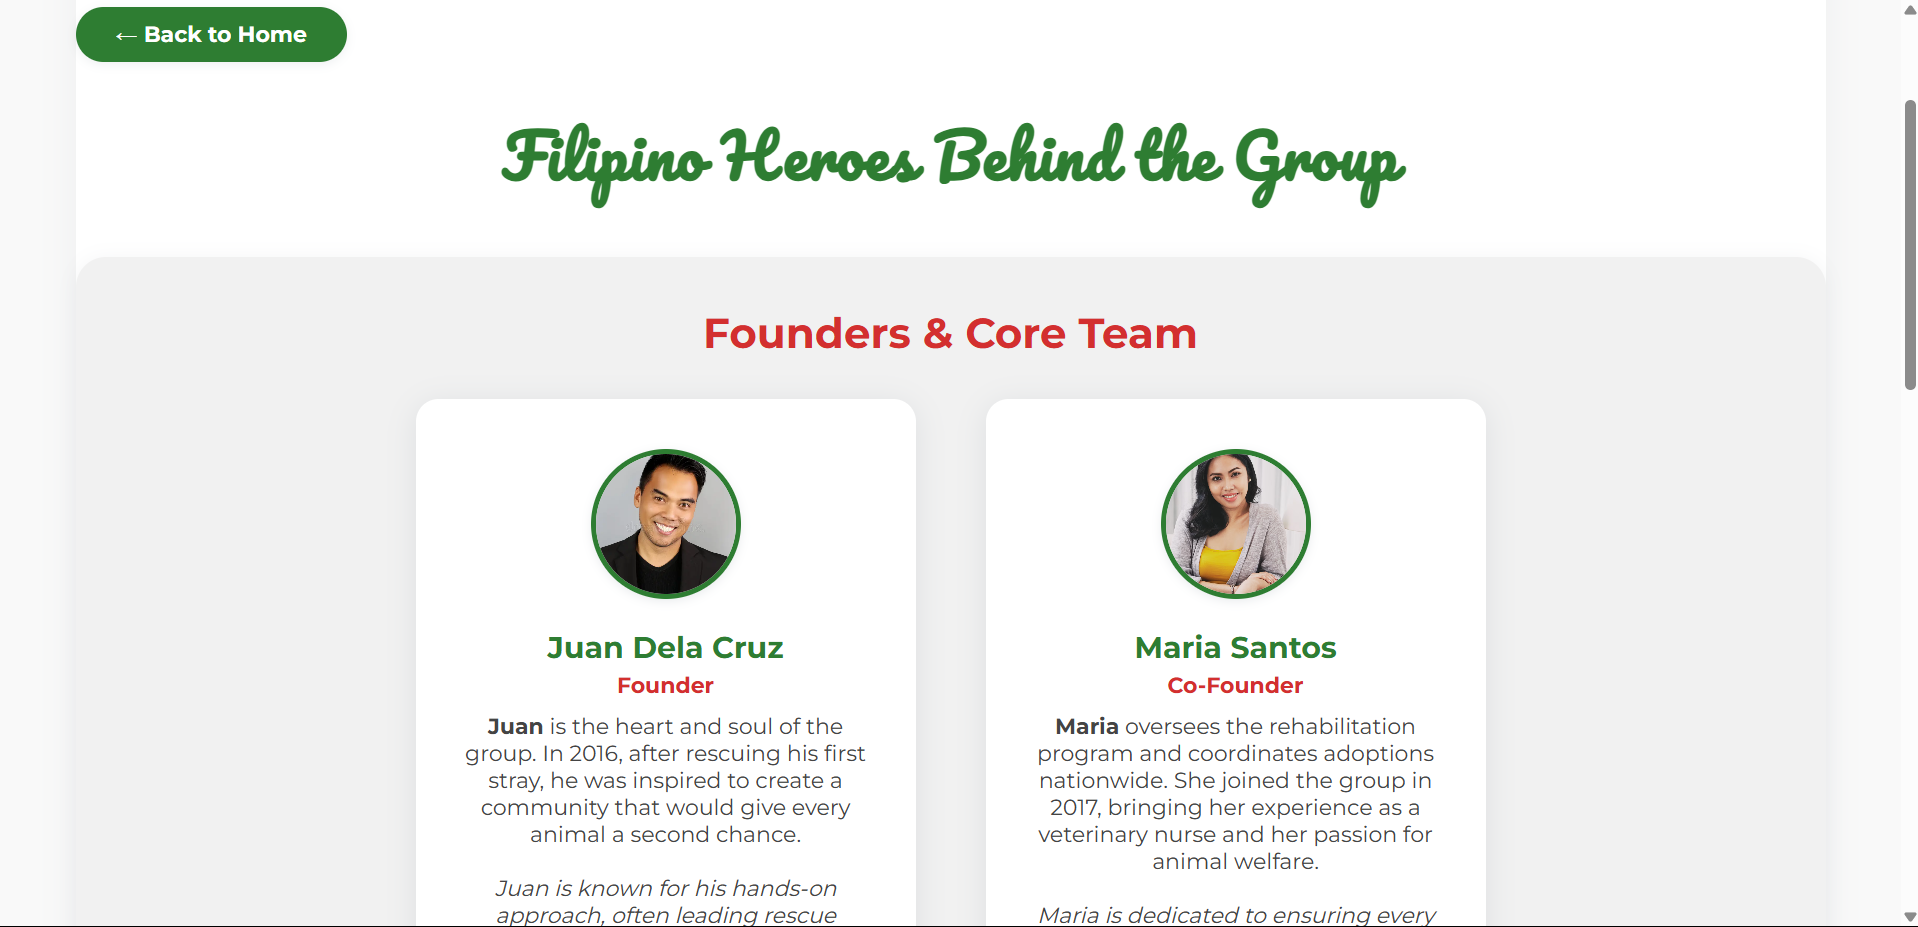 ← Back to Home
Filipino Heroes Behind the Group
Founders & Core Team
Juan Dela Cruz
Founder
Juan is the heart and soul of the
group. In 2016, after rescuing his first
stray, he was inspired to create a
community that would give every
animal a second chance.
Juan is known for his hands-on
approach, often leading rescue
Maria Santos
Co-Founder
Maria oversees the rehabilitation
program and coordinates adoptions
nationwide. She joined the group in
2017, bringing her experience as a
veterinary nurse and her passion for
animal welfare.
Maria is dedicated to ensuring every